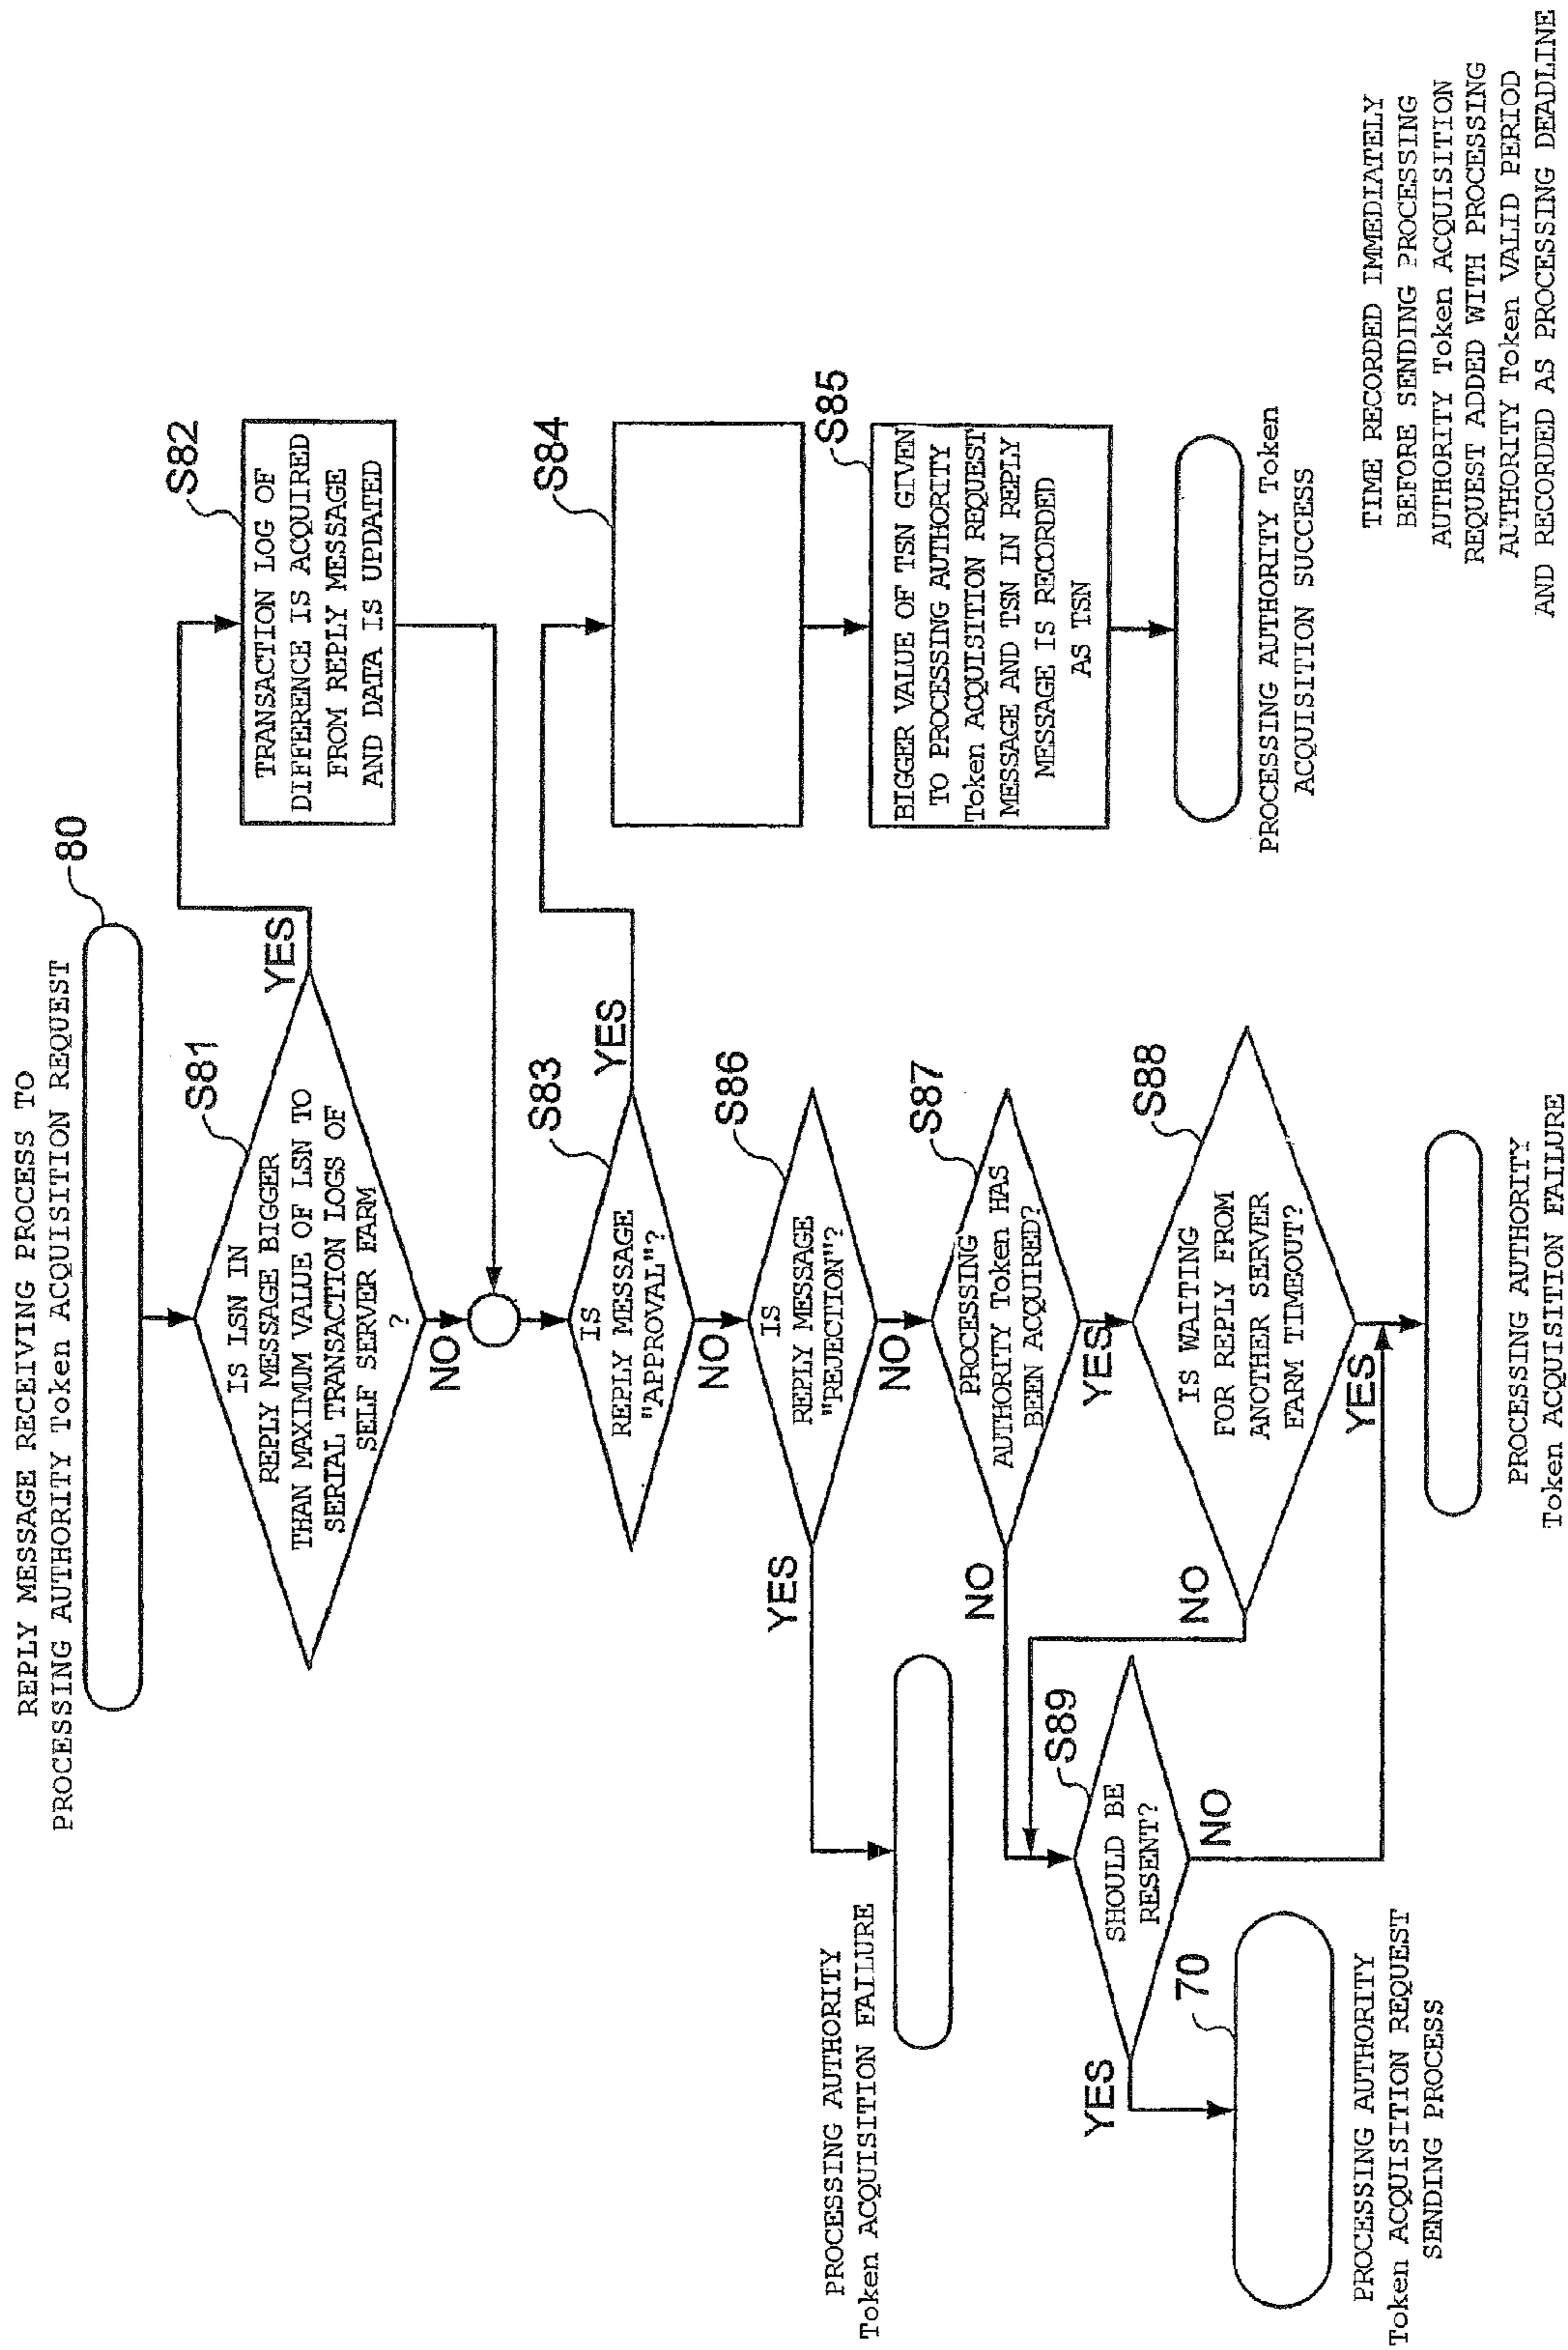 REPLY MESSAGE RECEIVING PROCESS TO
PROCESSING AUTHORITY Token ACQUISITION REQUEST
80
S81
IS LSN IN
REPLY MESSAGE BIGGER
THAN MAXIMUM VALUE OF LSN TO
SERIAL TRANSACTION LOGS OF
SELF SERVER FARM
?
YES
NO
S82
TRANSACTION LOG OF
DIFFERENCE IS ACQUIRED
FROM REPLY MESSAGE
AND DATA IS UPDATED
S83
IS
REPLY MESSAGE
"APPROVAL"?
YES
NO
S84
S85
BIGGER VALUE OF TSN GIVEN
TO PROCESSING AUTHORITY
Token ACQUISITION REQUEST
MESSAGE AND TSN IN REPLY
MESSAGE IS RECORDED
AS TSN
PROCESSING AUTHORITY Token
ACQUISITION SUCCESS
S86
IS
REPLY MESSAGE
"REJECTION"?
YES
NO
PROCESSING AUTHORITY
Token ACQUISITION FAILURE
S87
PROCESSING
AUTHORITY Token HAS
BEEN ACQUIRED?
NO
YES
S88
IS WAITING
FOR REPLY FROM
ANOTHER SERVER
FARM TIMEOUT?
NO
YES
S89
SHOULD BE
RESENT?
NO
YES
70
PROCESSING AUTHORITY
Token ACQUISITION REQUEST
SENDING PROCESS
PROCESSING AUTHORITY
Token ACQUISITION FAILURE
TIME RECORDED IMMEDIATELY
BEFORE SENDING PROCESSING
AUTHORITY Token ACQUISITION
REQUEST ADDED WITH PROCESSING
AUTHORITY Token VALID PERIOD
AND RECORDED AS PROCESSING DEADLINE